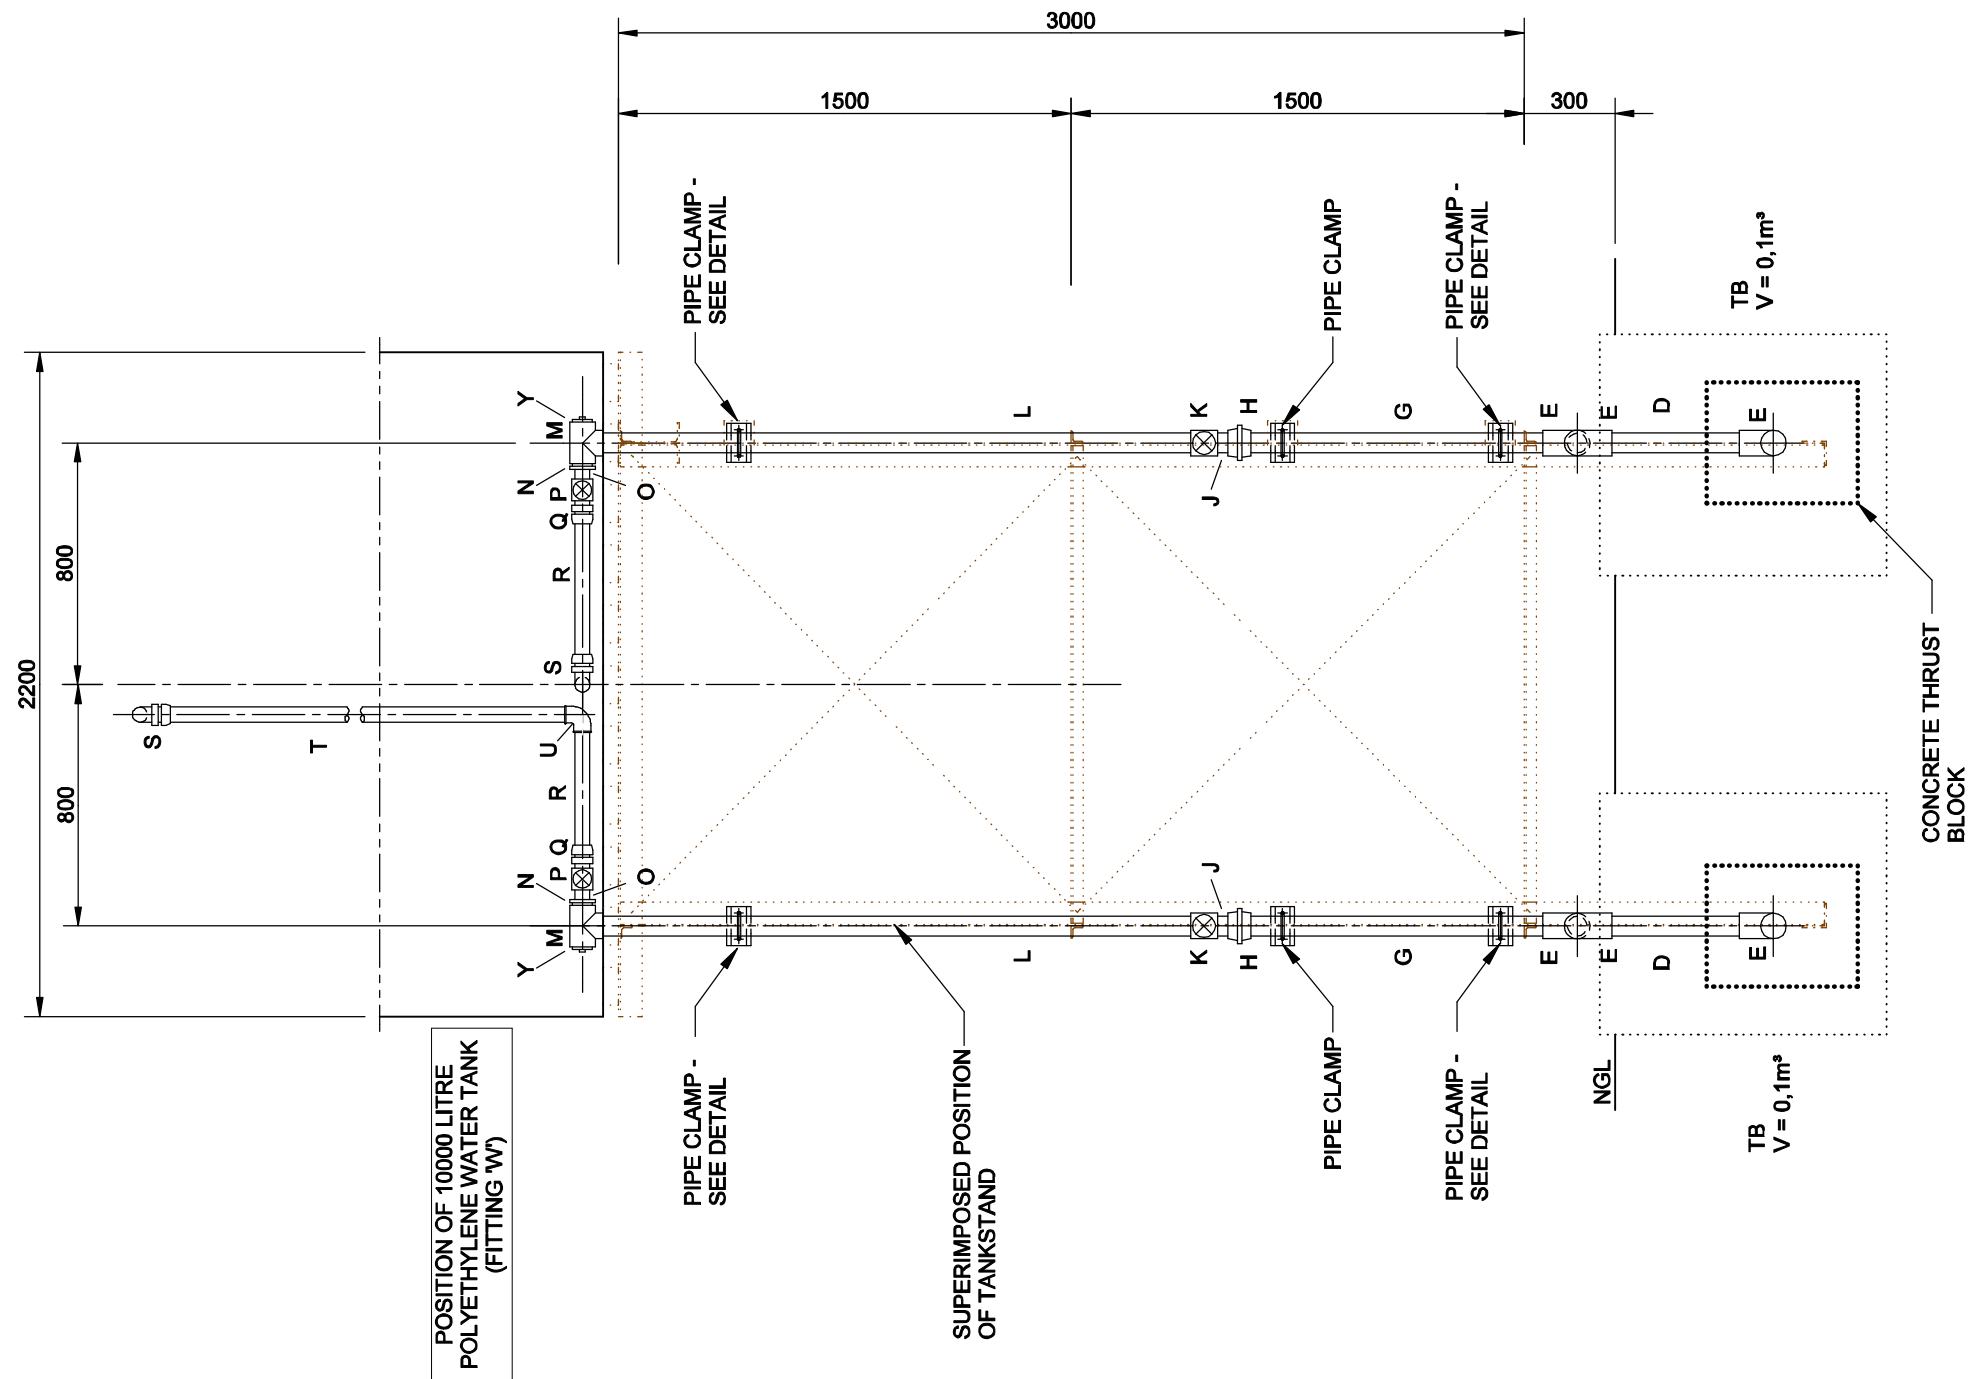 3000
1500
1500
300
PIPE CLAMP -
SEE DETAIL
PIPE CLAMP
PIPE CLAMP -
SEE DETAIL
TB
V = 0,1m³
2200
800
800
Y
M
N
P
O
Q
R
S
S
T
U
R
Q
P
N
O
M
Y
L
K
H
J
G
E
E
D
E
L
K
H
J
G
E
E
D
E
CONCRETE THRUST
BLOCK
POSITION OF 10000 LITRE
POLYETHYLENE WATER TANK
(FITTING 'W')
PIPE CLAMP -
SEE DETAIL
SUPERIMPOSED POSITION
OF TANKSTAND
PIPE CLAMP
PIPE CLAMP -
SEE DETAIL
NGL
TB
V = 0,1m³